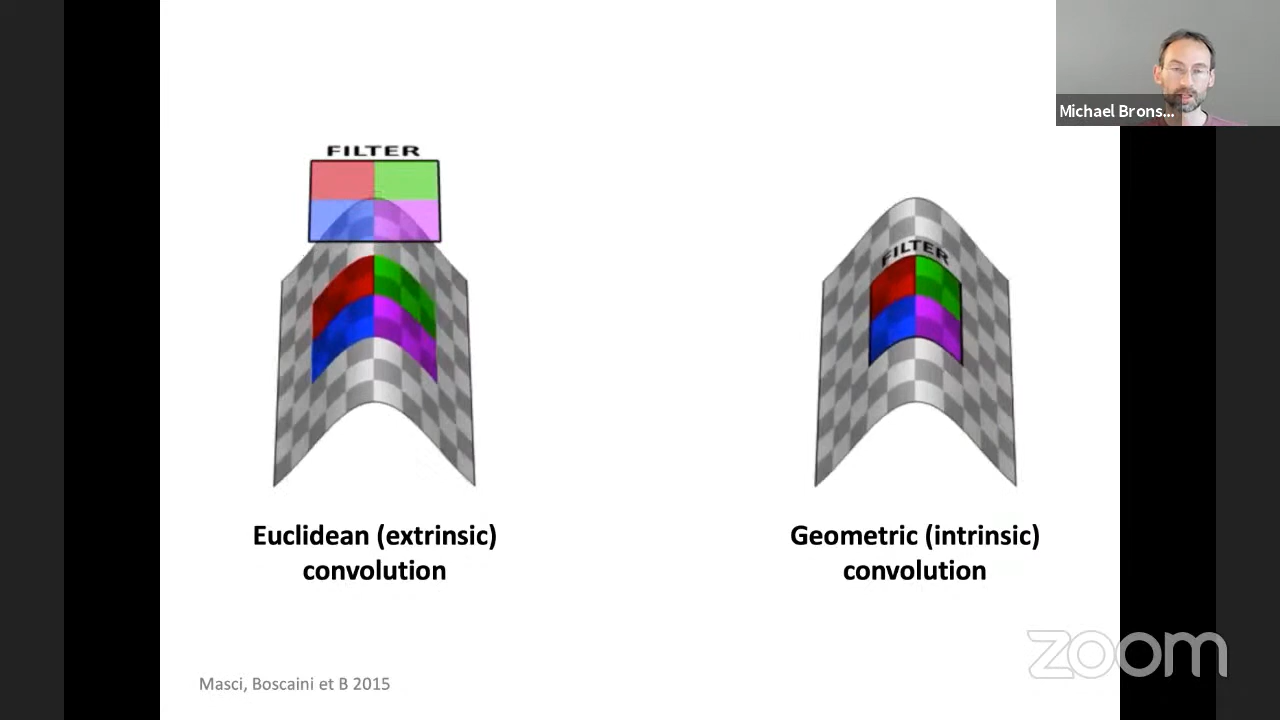 Michael Brons...
FILTER
FILTER
Euclidean (extrinsic)
convolution
Geometric (intrinsic)
convolution
Masci, Boscaini et B 2015
zoom